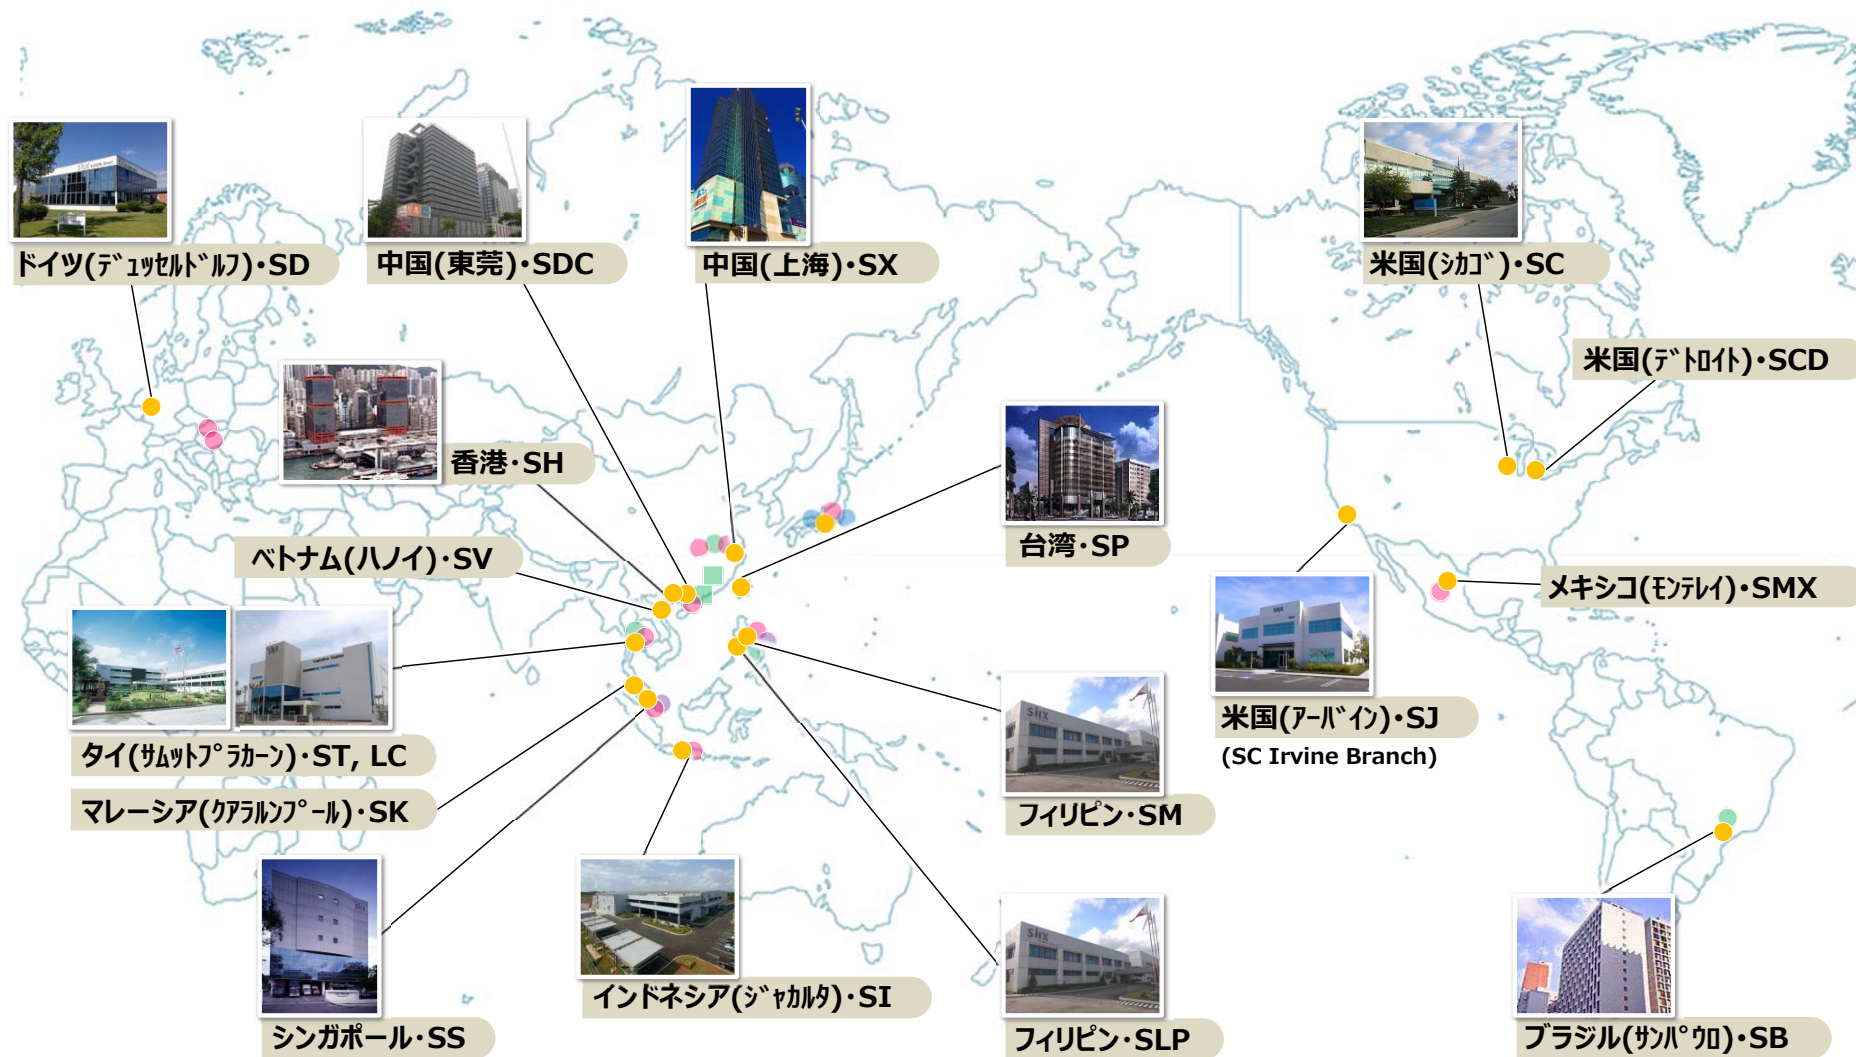 ドイツ(ﾃﾞｭｯｾﾙﾄﾞﾙﾌ)・SD
中国(東莞)・SDC
中国(上海)・SX
米国(ｼｶｺﾞ)・SC
米国(ﾃﾞﾄﾛｲﾄ)・SCD
香港・SH
台湾・SP
ベトナム(ハノイ)・SV
メキシコ(ﾓﾝﾃﾚｲ)・SMX
SIIX
タイ(ｻﾑｯﾄﾌﾟﾗｶｰﾝ)・ST, LC
米国(ｱｰﾊﾞｲﾝ)・SJ
(SC Irvine Branch)
マレーシア(ｸｱﾗﾙﾝﾌﾟｰﾙ)・SK
SIIX
フィリピン・SM
シンガポール・SS
インドネシア(ｼﾞｬｶﾙﾀ)・SI
SIIX
フィリピン・SLP
ブラジル(ｻﾝﾊﾟｳﾛ)・SB